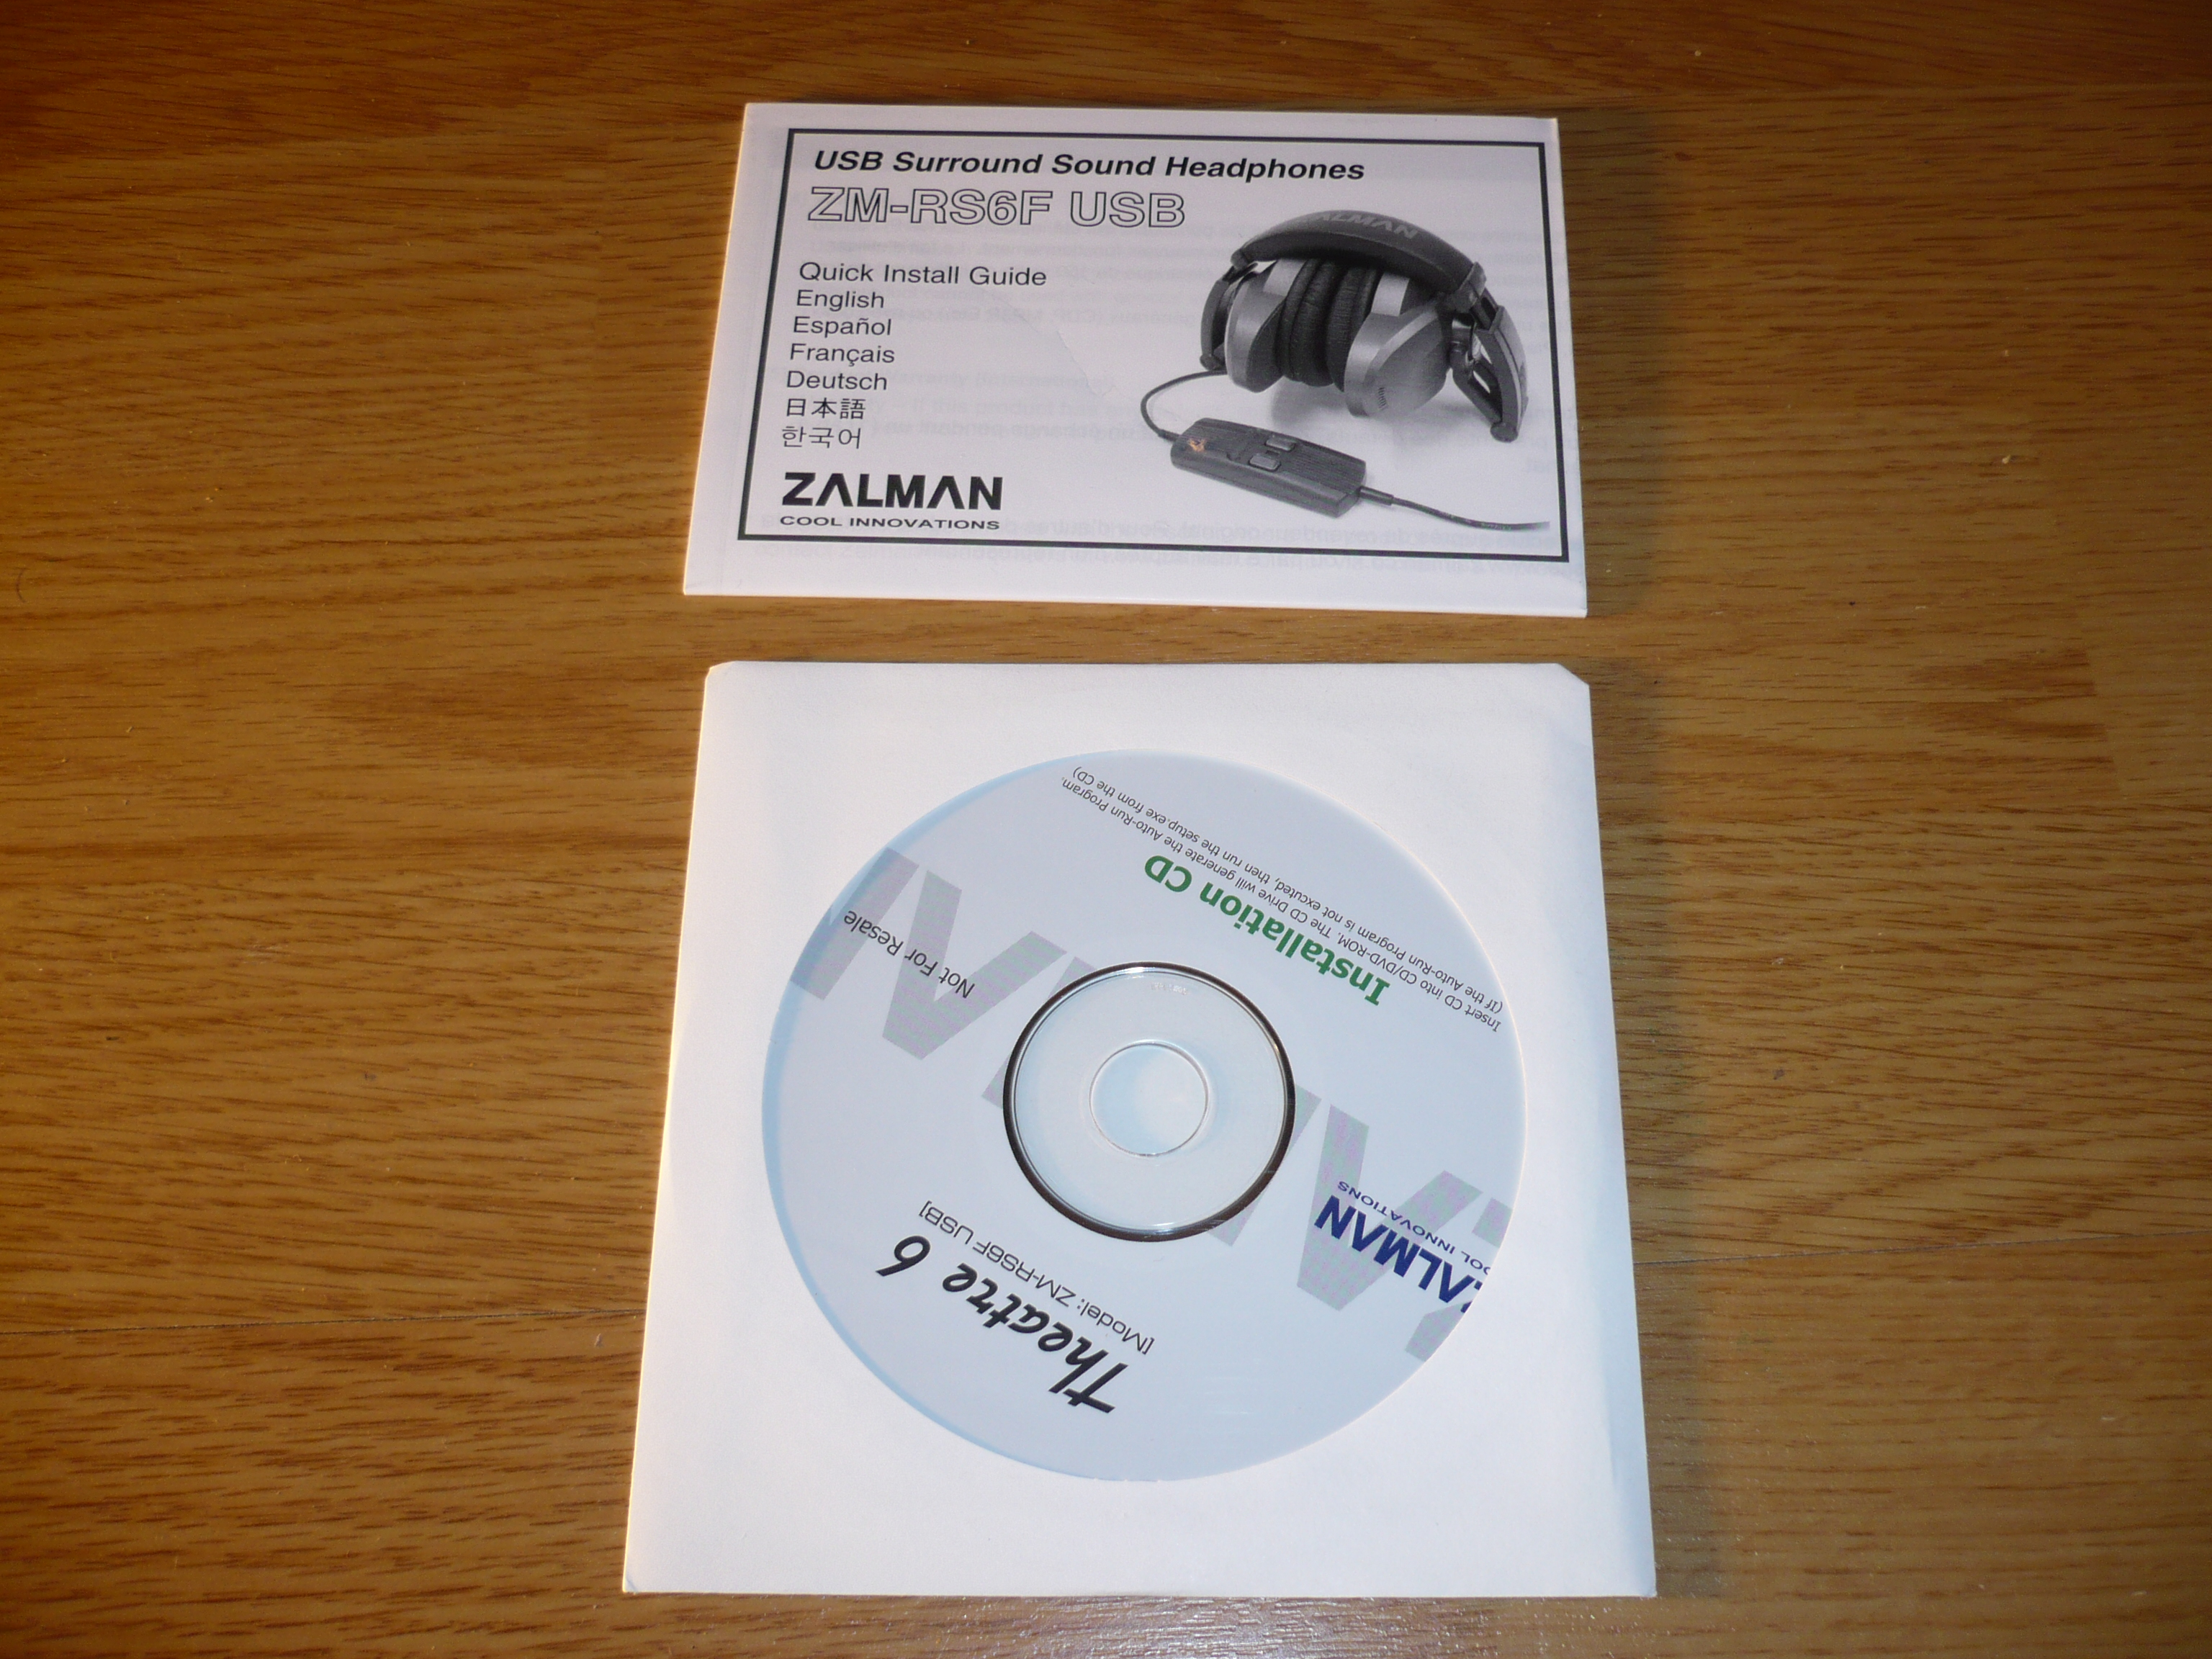 USB Surround Sound Headphones
ZM-RS6F USB
ZALMAN
Quick Install Guide
English
Español
Français
Deutsch
日本語
한국어
ZALMAN
COOL INNOVATIONS
Installation CD
Insert CD into CD/DVD-ROM. The CD Drive will generate the Auto-Run Program.
(If the Auto-Run Program is not excuted, then run the setup.exe from the CD)
Not For Resale
ZALMAN
COOL INNOVATIONS
[Model: ZM-RS6F USB]
Theatre 6